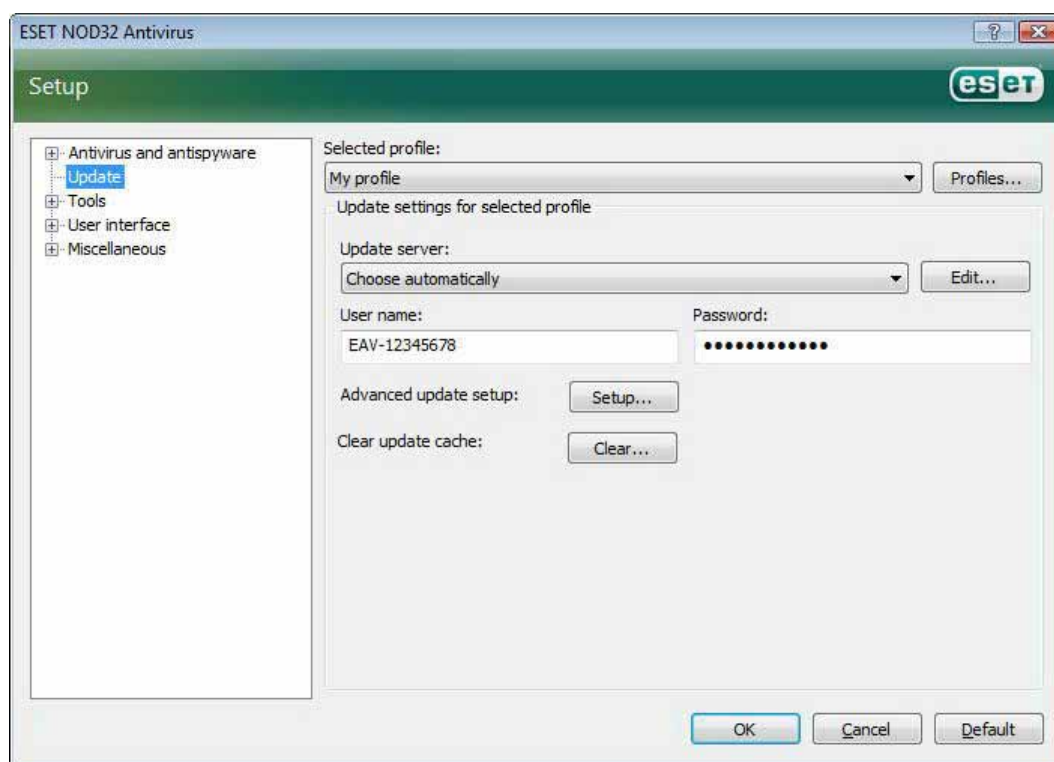 ESET NOD32 Antivirus
Setup
eseT
Antivirus and antispyware
Update
Tools
User interface
Miscellaneous
Selected profile:
My profile
Profiles...
Update settings for selected profile
Update server:
Choose automatically
Edit...
User name:
Password:
EAV-12345678
••••••••••••
Advanced update setup:
Setup...
Clear update cache:
Clear...
OK
Cancel
Default